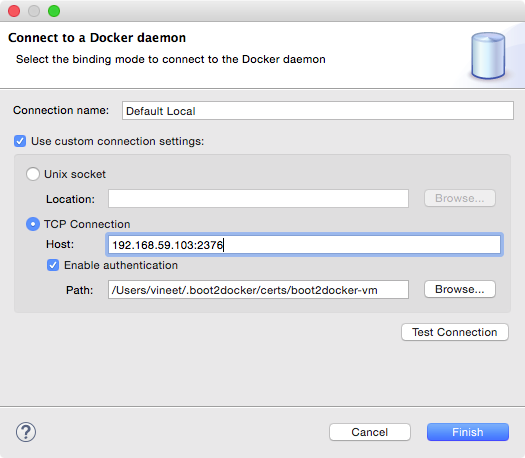 Connect to a Docker daemon
Select the binding mode to connect to the Docker daemon
Connection name: Default Local
Use custom connection settings:
Unix socket
Location: Browse...
TCP Connection
Host: 192.168.59.103:2376
Enable authentication
Path: /Users/vineet/.boot2docker/certs/boot2docker-vm Browse...
Test Connection
? Cancel Finish